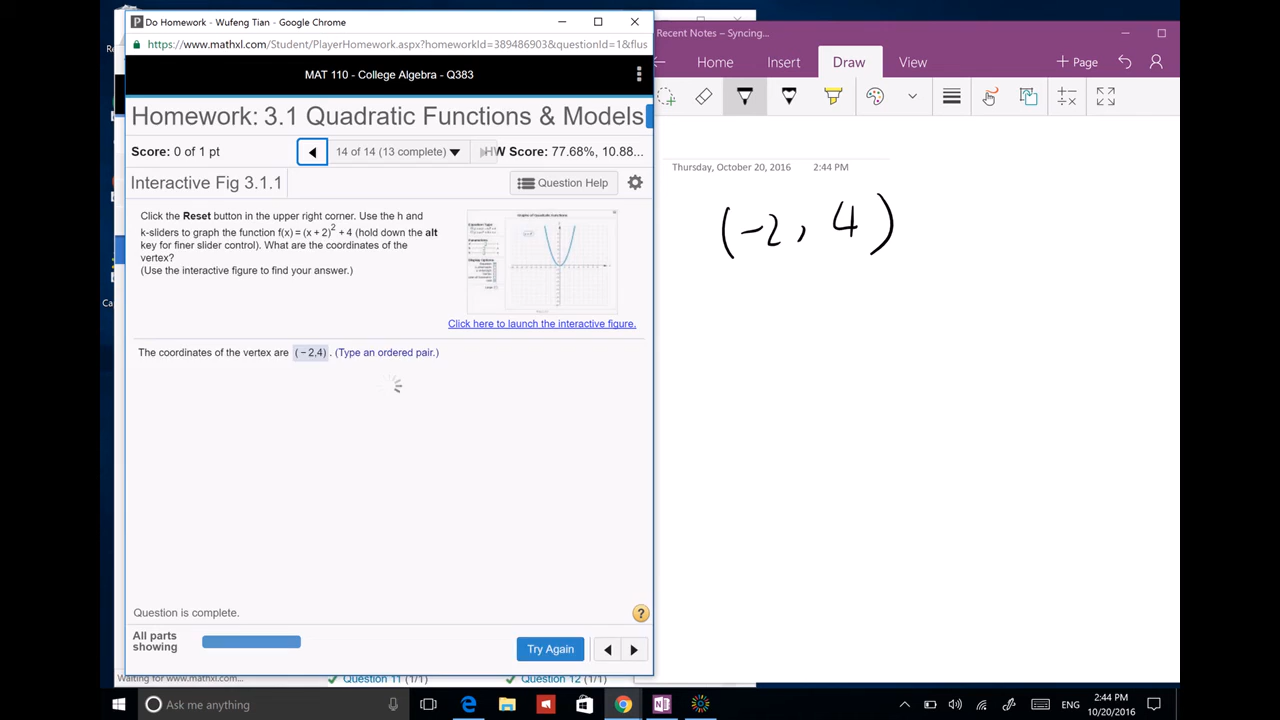 Do Homework - Wufeng Tian - Google Chrome
https://www.mathxl.com/Student/PlayerHomework.aspx?homeworkId=389486903&questionId=1&flus
MAT 110 - College Algebra - Q383
Homework: 3.1 Quadratic Functions & Models
Score: 0 of 1 pt
14 of 14 (13 complete)
HW Score: 77.68%, 10.88...
Interactive Fig 3.1.1
Question Help
Click the Reset button in the upper right corner. Use the h and
k-sliders to graph the function f(x) = (x + 2)² + 4 (hold down the alt
key for finer slider control). What are the coordinates of the
vertex?
(Use the interactive figure to find your answer.)
Graphs of Quadratic Functions
Click here to launch the interactive figure.
The coordinates of the vertex are (− 2,4). (Type an ordered pair.)
Question is complete.
?
All parts
showing
Try Again
Waiting for www.mathxl.com...
Question 11 (1/1)
Question 12 (1/1)
Recent Notes – Syncing...
Home
Insert
Draw
View
+ Page
Thursday, October 20, 2016
2:44 PM
(-2, 4)
Ask me something
ENG
2:44 PM
10/20/2016